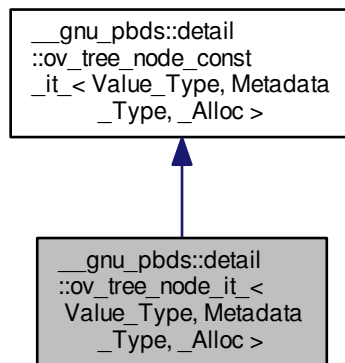 __gnu_pbds::detail
::ov_tree_node_const
_it_< Value_Type, Metadata
_Type, _Alloc >
__gnu_pbds::detail
::ov_tree_node_it_<
Value_Type, Metadata
_Type, _Alloc >